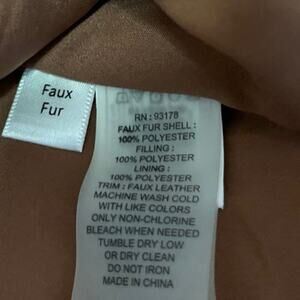 Faux
Fur
RN : 93178
FAUX FUR SHELL :
100% POLYESTER
FILLING :
100% POLYESTER
LINING :
100% POLYESTER
TRIM : FAUX LEATHER
MACHINE WASH COLD
WITH LIKE COLORS
ONLY NON-CHLORINE
BLEACH WHEN NEEDED
TUMBLE DRY LOW
OR DRY CLEAN
DO NOT IRON
MADE IN CHINA